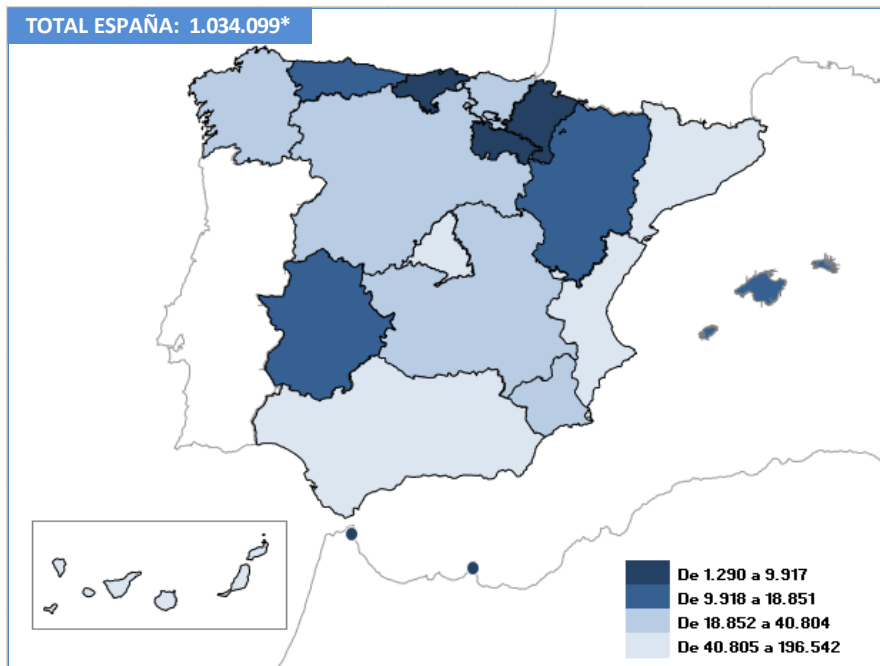 TOTAL ESPAÑA: 1.034.099*
De 1.290 a 9.917
De 9.918 a 18.851
De 18.852 a 40.804
De 40.805 a 196.542